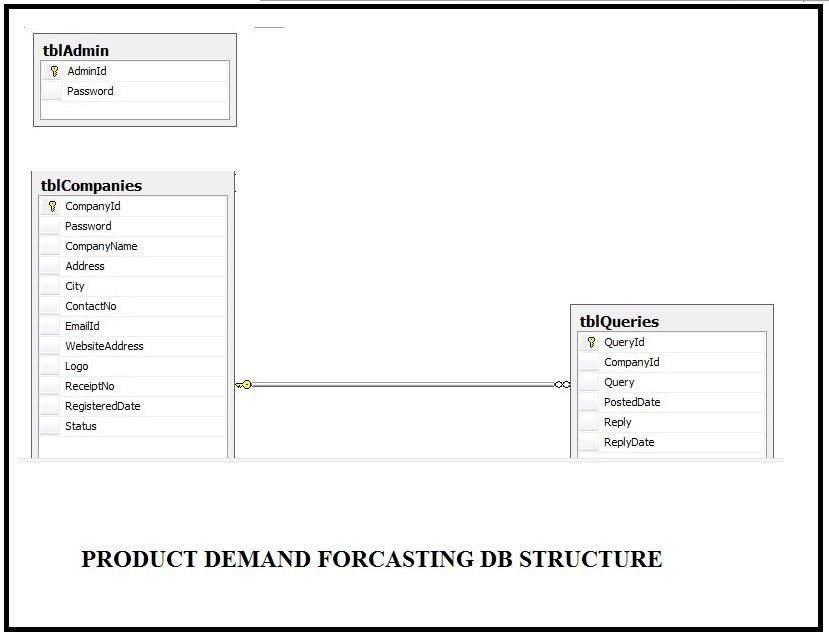 tblAdmin
AdminId
Password
tblCompanies
CompanyId
Password
CompanyName
Address
City
ContactNo
EmailId
WebsiteAddress
Logo
ReceiptNo
RegisteredDate
Status
tblQueries
QueryId
CompanyId
Query
PostedDate
Reply
ReplyDate
PRODUCT DEMAND FORCASTING DB STRUCTURE